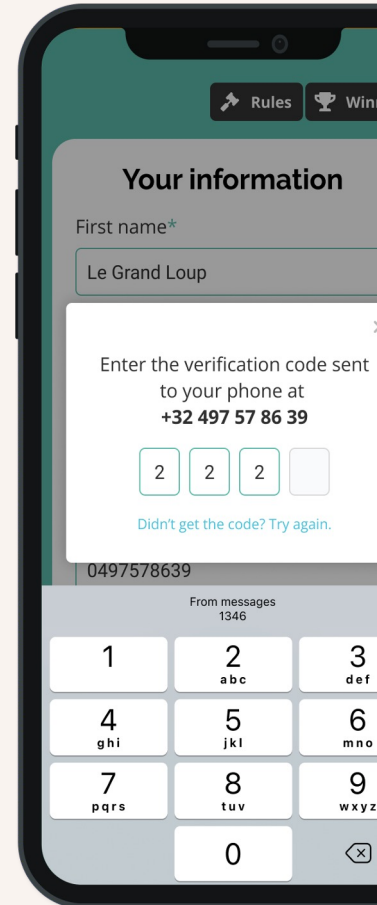 Rules
Your information
First name*
Le Grand Loup
Enter the verification code sent
to your phone at
+32 497 57 86 39
2 2 2
Didn't get the code? Try again.
0497578639
From messages
1346
1 2 3
abc def
4 5 6
ghi jkl mno
7 8 9
pqrs tuv wxyz
0